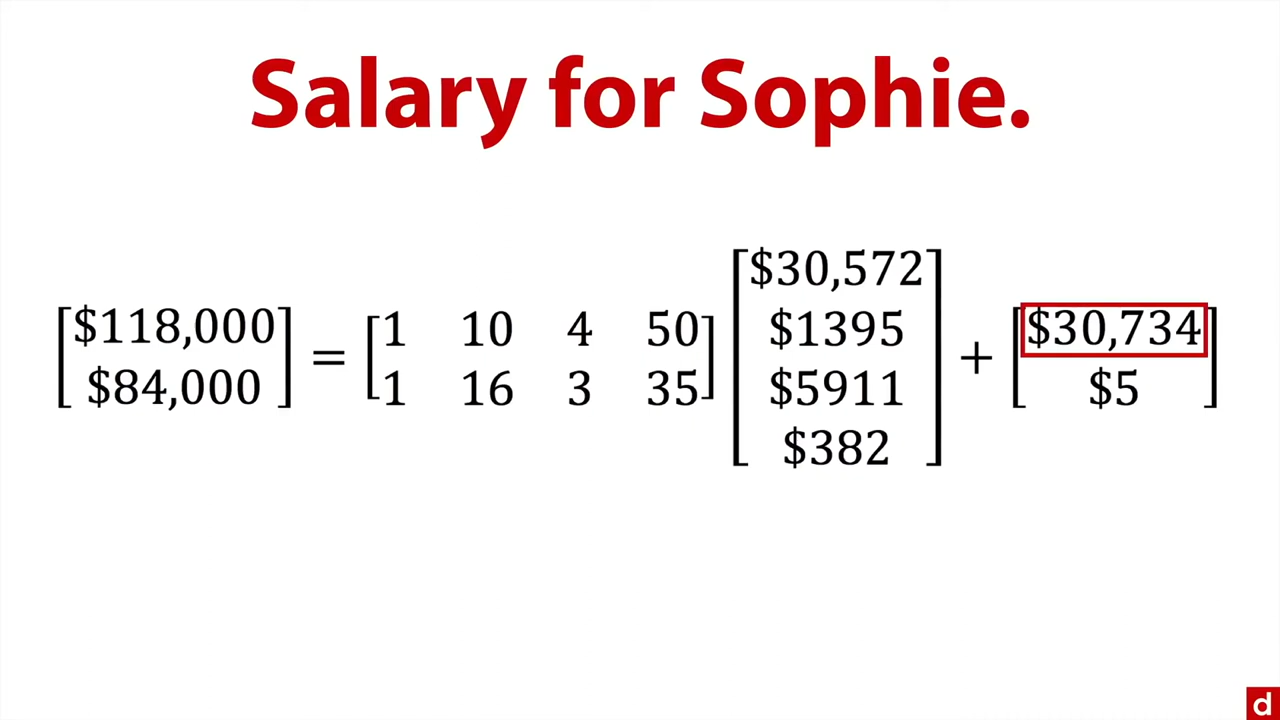 Salary for Sophie.
[$118,000 $84,000] = [1 10 4 50 1 16 3 35] [$30,572 $1395 $5911 $382] + [$30,734 $5]
d